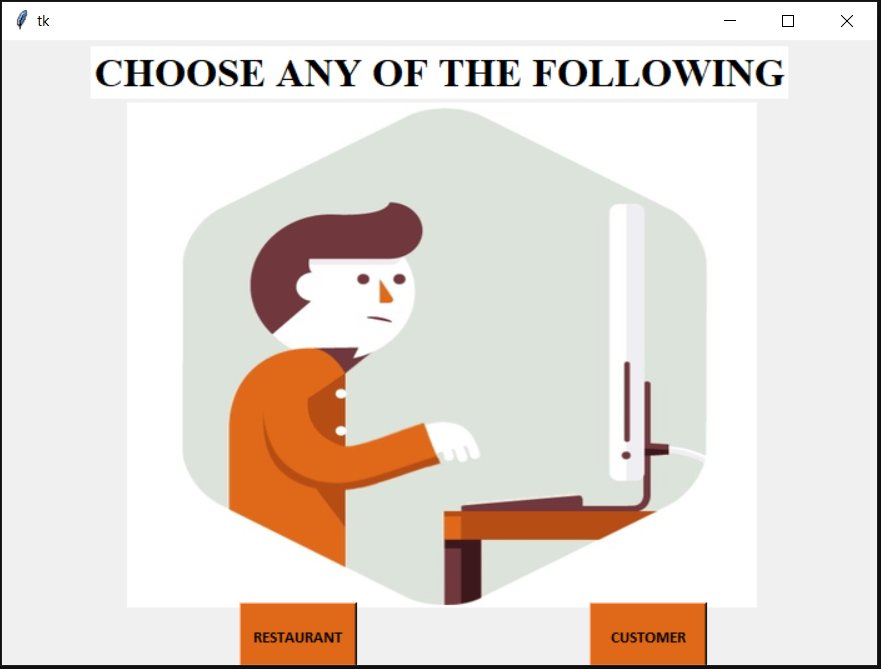 tk
CHOOSE ANY OF THE FOLLOWING
RESTAURANT
CUSTOMER